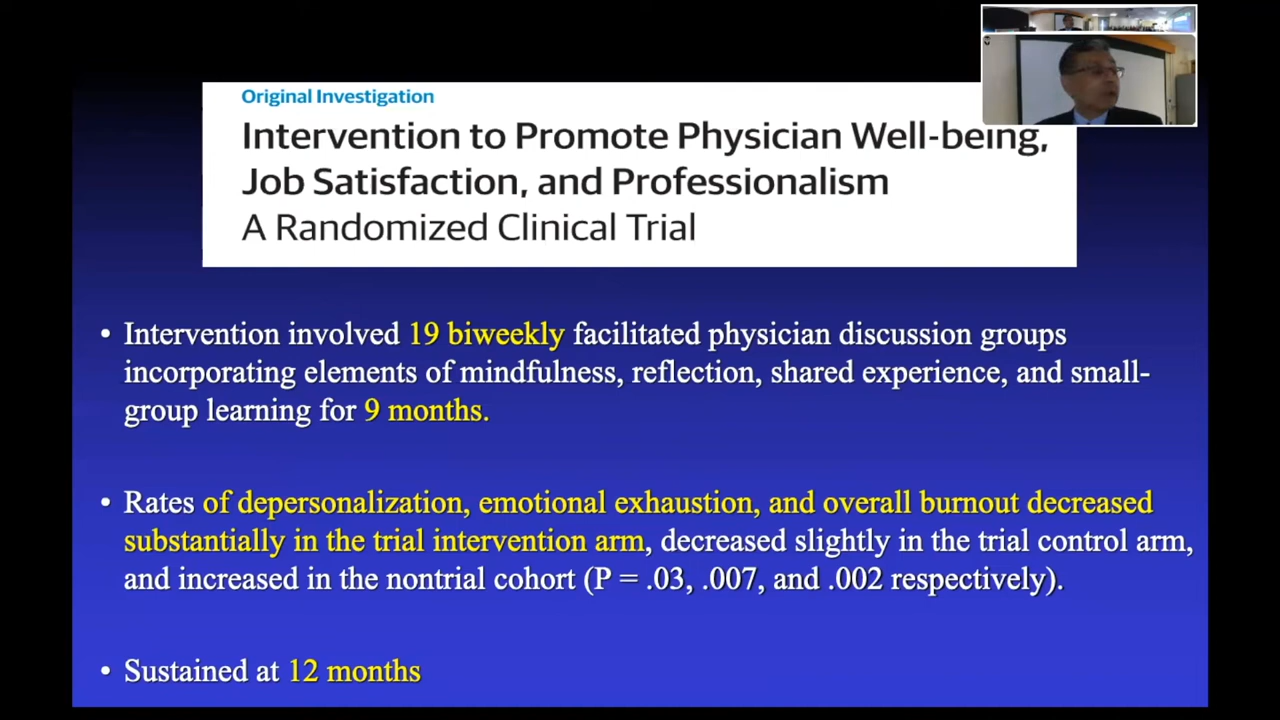 Original Investigation
Intervention to Promote Physician Well-being,
Job Satisfaction, and Professionalism
A Randomized Clinical Trial
• Intervention involved 19 biweekly facilitated physician discussion groups
incorporating elements of mindfulness, reflection, shared experience, and small-
group learning for 9 months.
• Rates of depersonalization, emotional exhaustion, and overall burnout decreased
substantially in the trial intervention arm, decreased slightly in the trial control arm,
and increased in the nontrial cohort (P = .03, .007, and .002 respectively).
• Sustained at 12 months